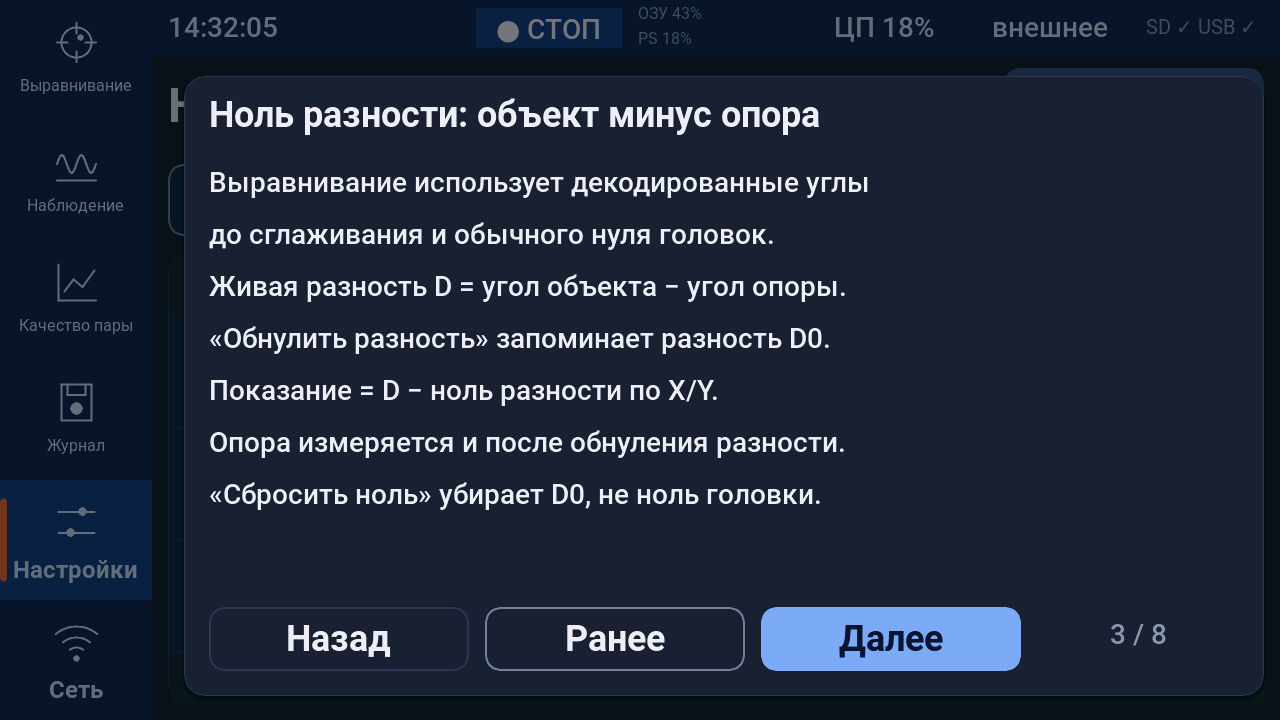 14:32:05
СТОП
ОЗУ 43%
PS 18%
ЦП 18%
внешнее
SD ✓ USB ✓
Выравнивание
Наблюдение
Качество пары
Журнал
Настройки
Сеть
Ноль разности: объект минус опора
Выравнивание использует декодированные углы
до сглаживания и обычного нуля головок.
Живая разность D = угол объекта − угол опоры.
«Обнулить разность» запоминает разность D0.
Показание = D − ноль разности по X/Y.
Опора измеряется и после обнуления разности.
«Сбросить ноль» убирает D0, не ноль головки.
Назад
Ранее
Далее
3 / 8